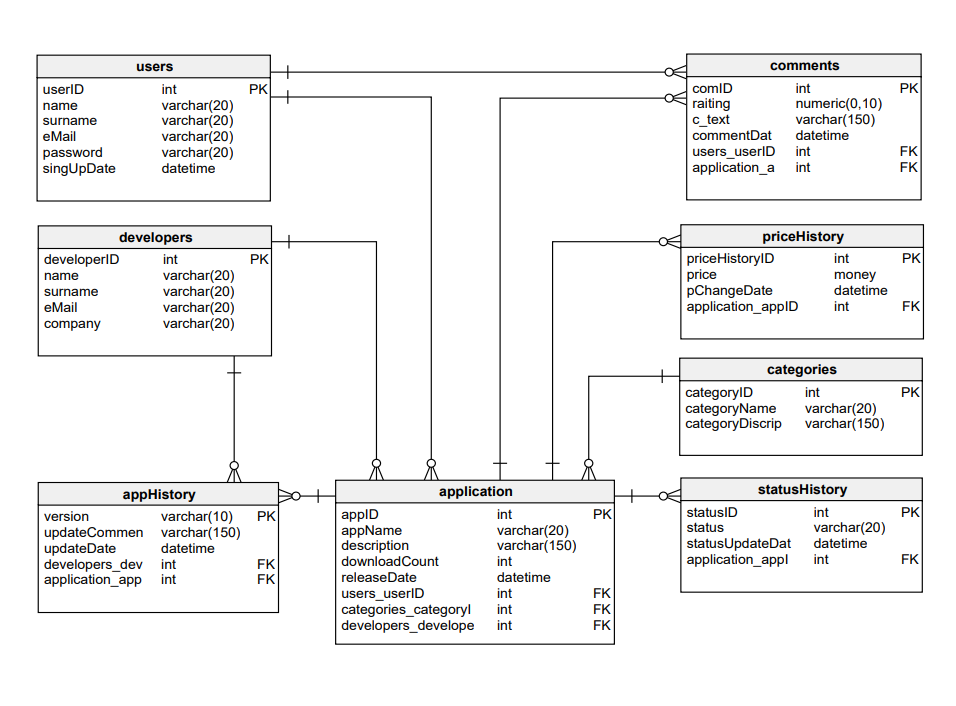 users
userID int PK
name varchar(20)
surname varchar(20)
eMail varchar(20)
password varchar(20)
singUpDate datetime
comments
comID int PK
raiting numeric(0,10)
c_text varchar(150)
commentDat datetime
users_userID int FK
application_a int FK
developers
developerID int PK
name varchar(20)
surname varchar(20)
eMail varchar(20)
company varchar(20)
priceHistory
priceHistoryID int PK
price money
pChangeDate datetime
application_appID int FK
categories
categoryID int PK
categoryName varchar(20)
categoryDiscrip varchar(150)
appHistory
version varchar(10) PK
updateCommen varchar(150)
updateDate datetime
developers_dev int FK
application_app int FK
application
appID int PK
appName varchar(20)
description varchar(150)
downloadCount int
releaseDate datetime
users_userID int FK
categories_categoryI int FK
developers_develope int FK
statusHistory
statusID int PK
status varchar(20)
statusUpdateDat datetime
application_appI int FK